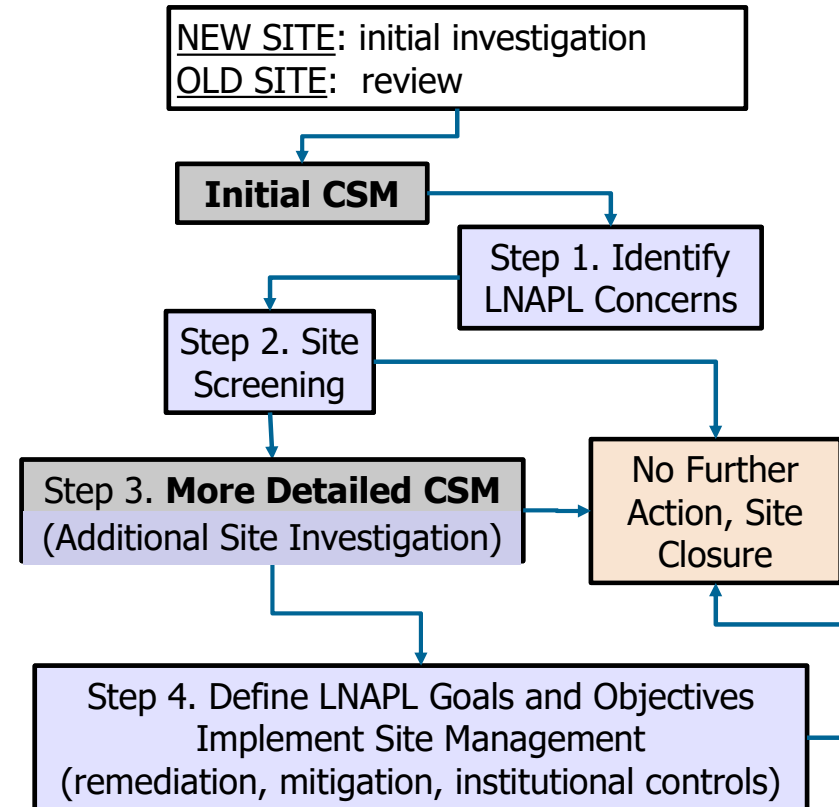 NEW SITE: initial investigation
OLD SITE: review
Initial CSM
Step 1. Identify
LNAPL Concerns
Step 2. Site
Screening
Step 3. More Detailed CSM
(Additional Site Investigation)
No Further
Action, Site
Closure
Step 4. Define LNAPL Goals and Objectives
Implement Site Management
(remediation, mitigation, institutional controls)